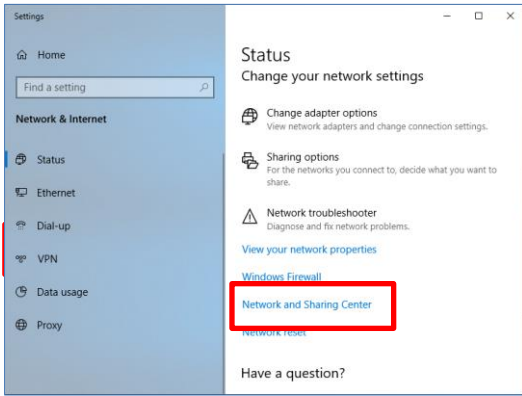 Settings
Home
Find a setting
Network & Internet
Status
Ethernet
Dial-up
VPN
Data usage
Proxy
Status
Change your network settings
Change adapter options
View network adapters and change connection settings.
Sharing options
For the networks you connect to, decide what you want to
share.
Network troubleshooter
Diagnose and fix network problems.
View your network properties
Windows Firewall
Network and Sharing Center
Network reset
Have a question?